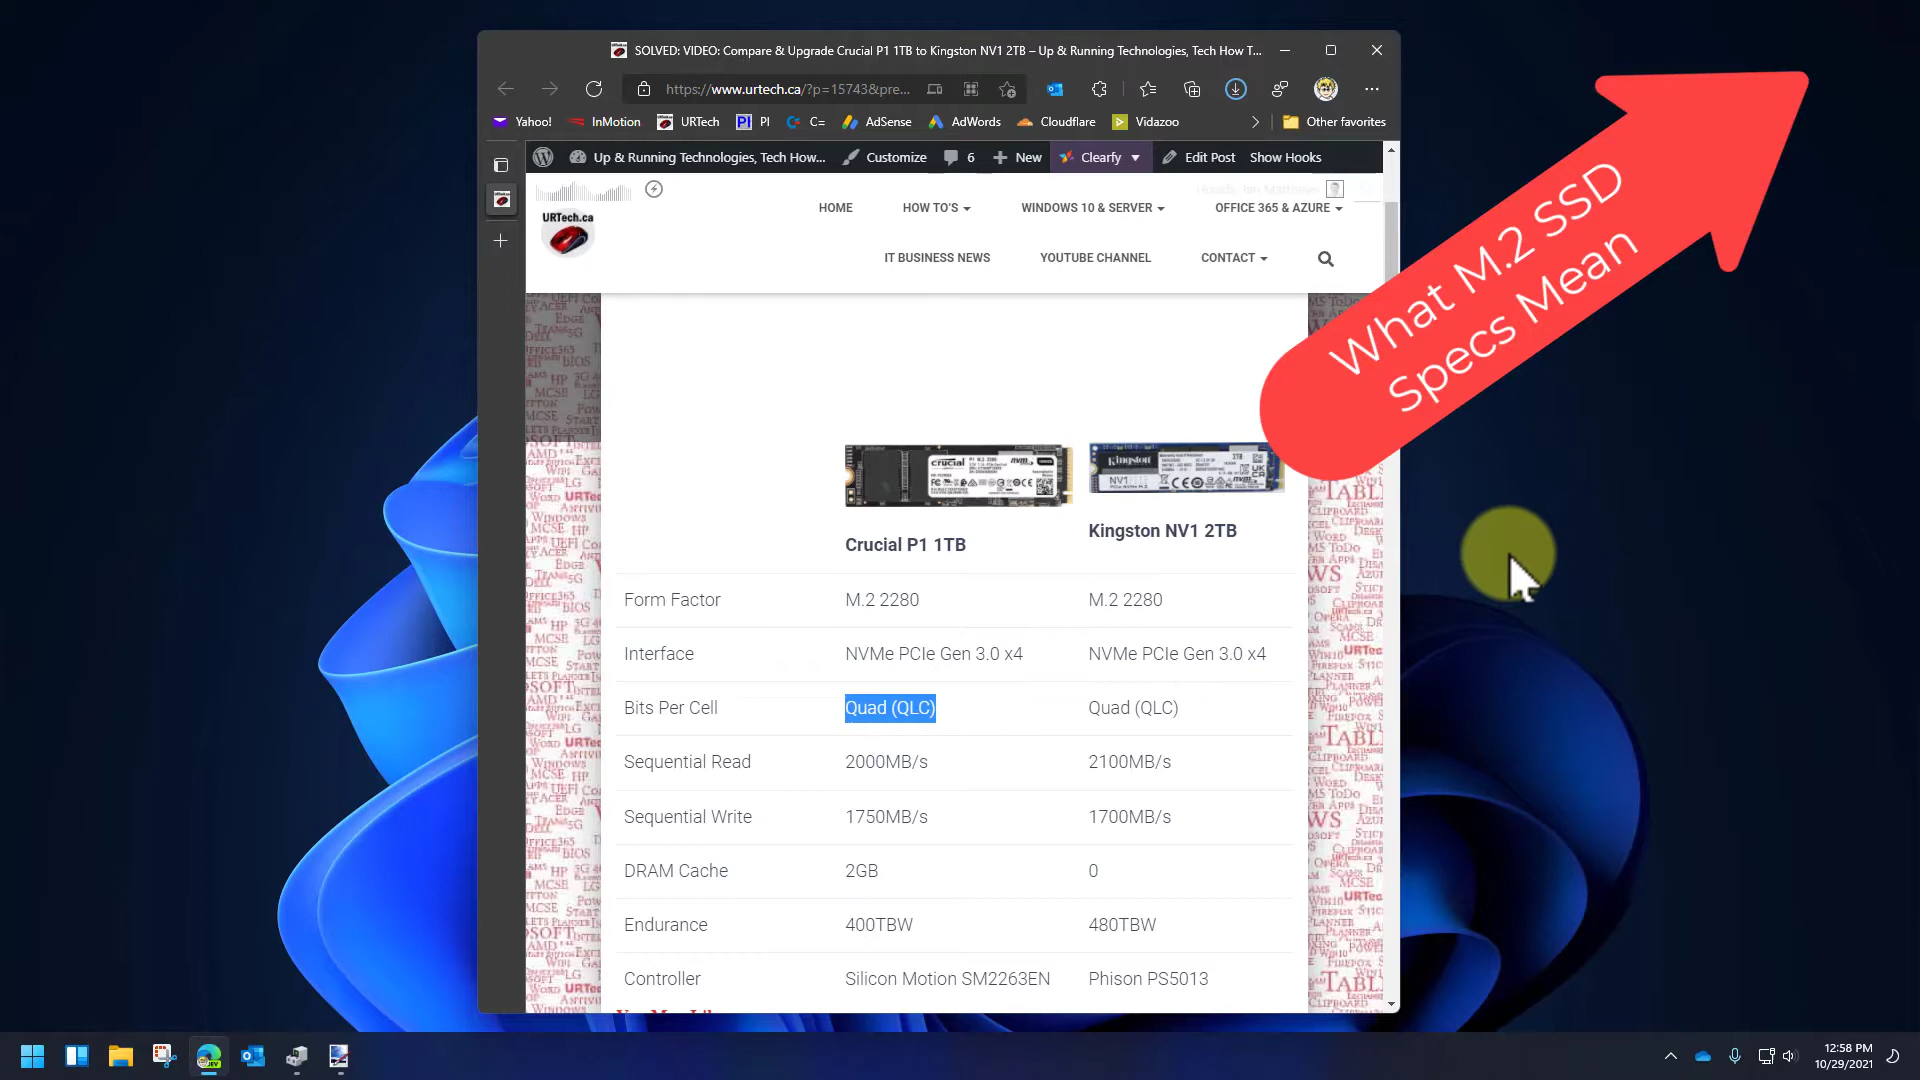 SOLVED: VIDEO: Compare & Upgrade Crucial P1 1TB to Kingston NV1 2TB – Up & Running Technologies, Tech How T...
https://www.urtech.ca/?p=15743&pre...
Yahoo!
InMotion
URTech
PI
C=
AdSense
AdWords
Cloudflare
Vidazoo
Other favorites
Up & Running Technologies, Tech How...
Customize
6
New
Clearfy
Edit Post
Show Hooks
URTech.ca
HOME
HOW TO'S
WINDOWS 10 & SERVER
OFFICE 365 & AZURE
IT BUSINESS NEWS
YOUTUBE CHANNEL
CONTACT
What M.2 SSD
Specs Mean
crucial P1 M.2 2280
Kingston
NV1
2TB
Crucial P1 1TB
Kingston NV1 2TB
Form Factor
M.2 2280
M.2 2280
Interface
NVMe PCIe Gen 3.0 x4
NVMe PCIe Gen 3.0 x4
Bits Per Cell
Quad (QLC)
Quad (QLC)
Sequential Read
2000MB/s
2100MB/s
Sequential Write
1750MB/s
1700MB/s
DRAM Cache
2GB
0
Endurance
400TBW
480TBW
Controller
Silicon Motion SM2263EN
Phison PS5013
12:58 PM
10/29/2021